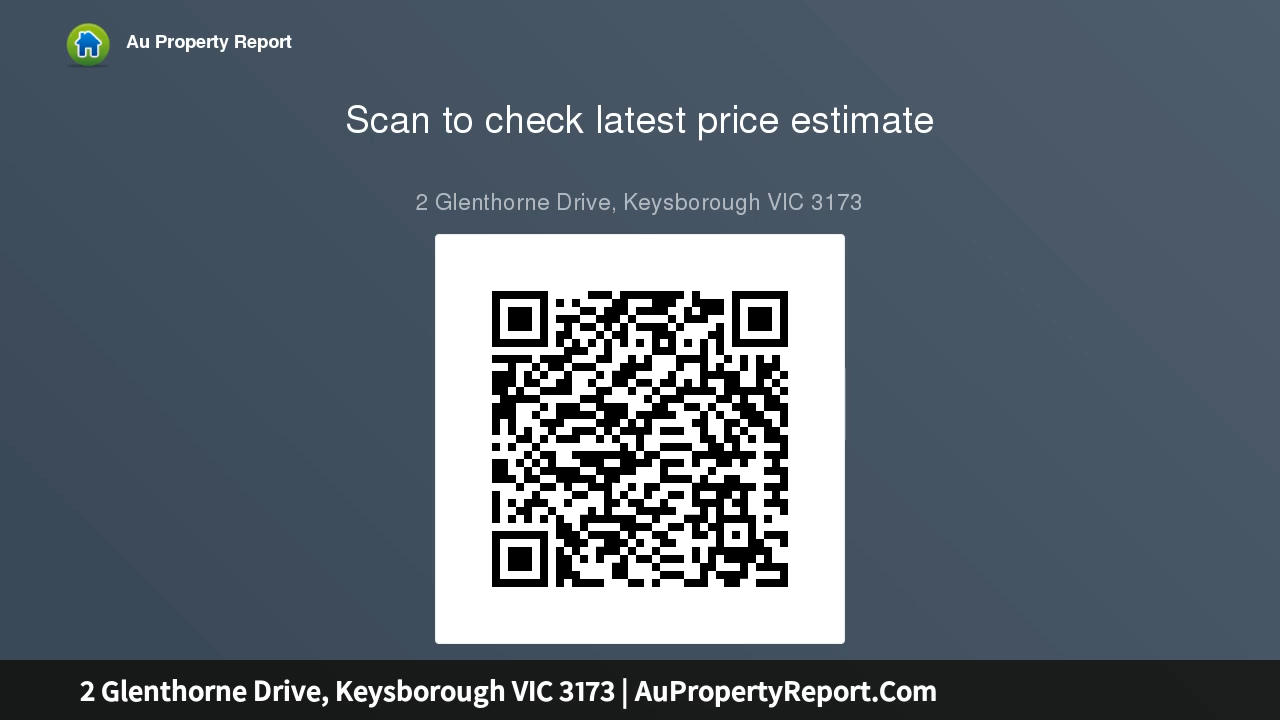 Au Property Report
Scan to check latest price estimate
2 Glenthorne Drive, Keysborough VIC 3173
2 Glenthorne Drive, Keysborough VIC 3173 | AuPropertyReport.Com